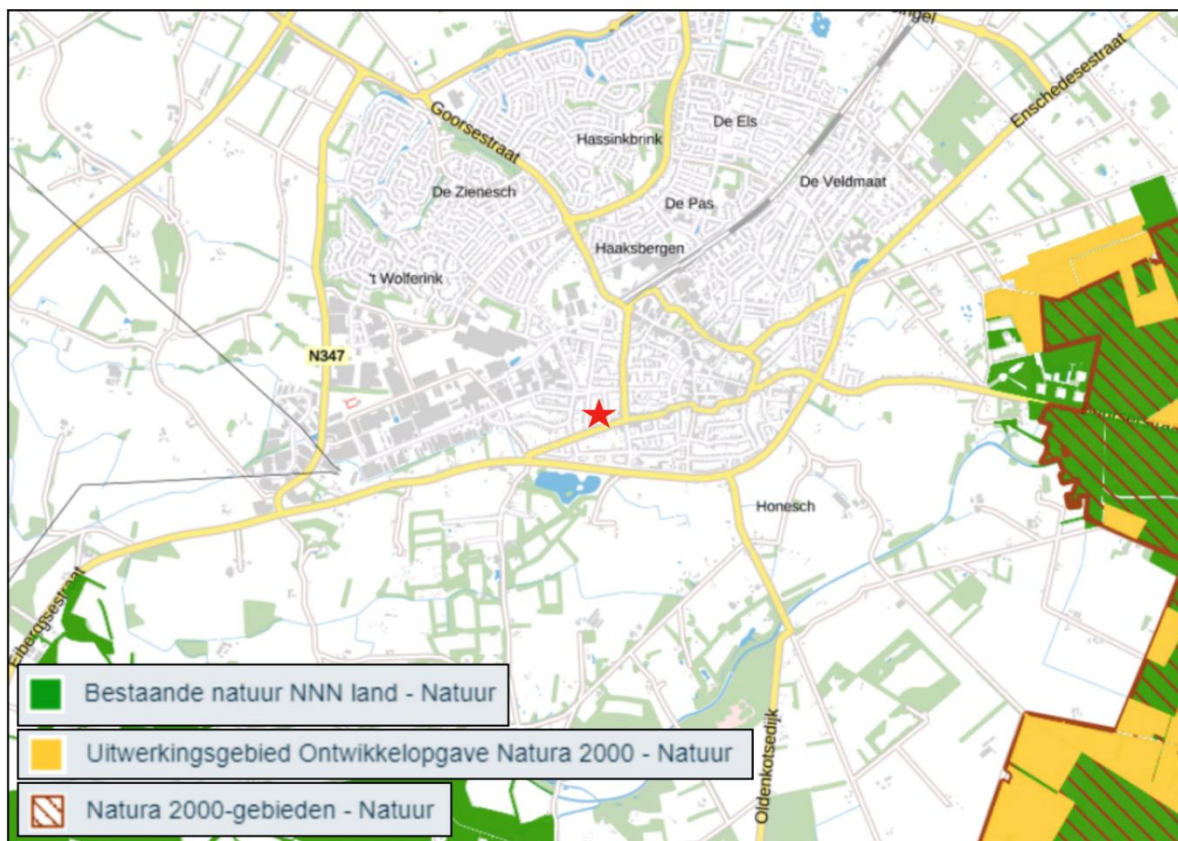 Goorsestraat
Enschedesestraat
De Els
Hassinkbrink
De Zienesch
De Veldmaat
De Pas
Haaksbergen
't Wolferink
N347
Honesch
Eibergsestraat
Oldenkotsedijk
Bestaande natuur NNN land - Natuur
Uitwerkingsgebied Ontwikkelopgave Natura 2000 - Natuur
Natura 2000-gebieden - Natuur